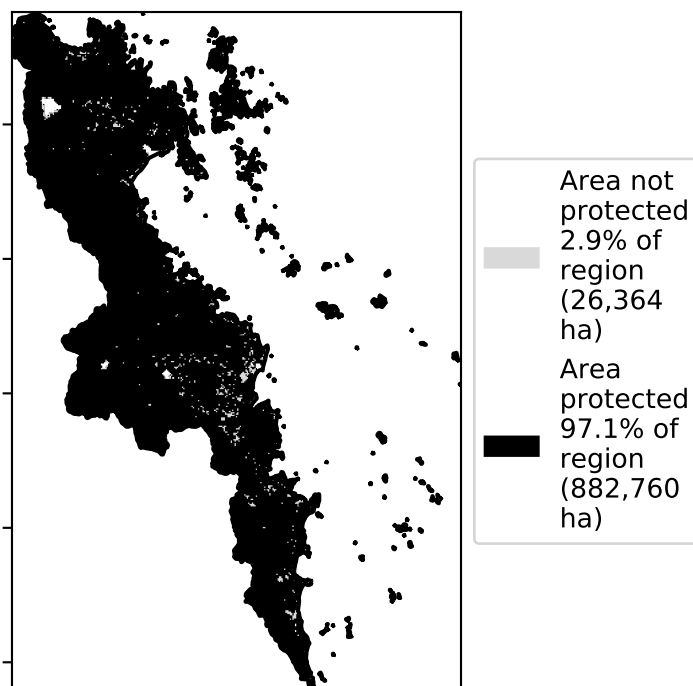 Area not
protected
2.9% of
region
(26,364
ha)
Area
protected
97.1% of
region
(882,760
ha)